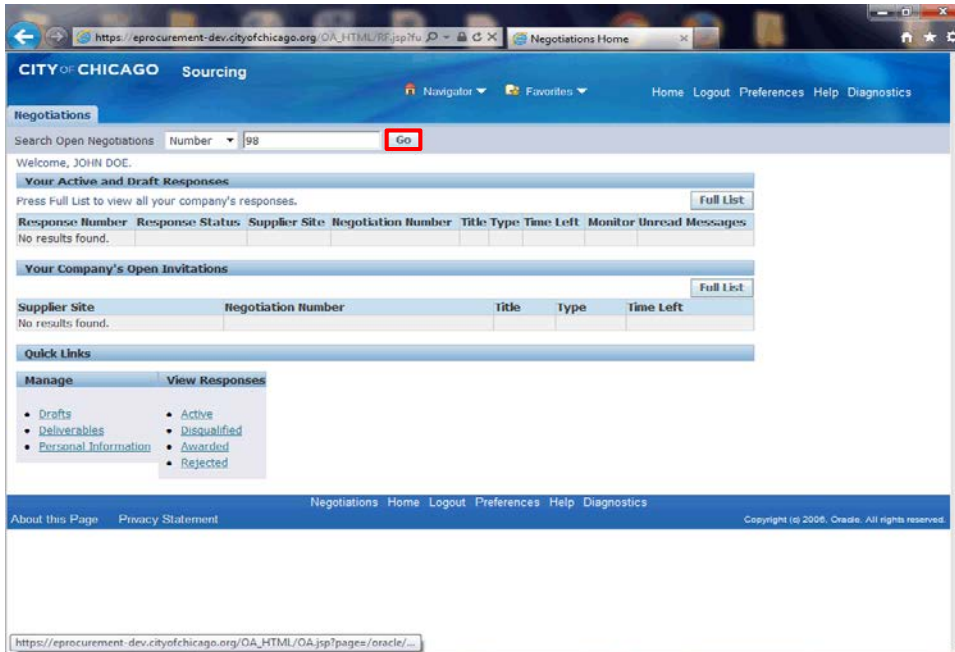 https://eprocurement-dev.cityofchicago.org/OA_HTML/RF.jsp?fu
Negotiations Home
CITY OF CHICAGO Sourcing
Navigator Favorites Home Logout Preferences Help Diagnostics
Negotiations
Search Open Negotiations Number 98 Go
Welcome, JOHN DOE.
Your Active and Draft Responses
Press Full List to view all your company's responses. Full List
Response Number Response Status Supplier Site Negotiation Number Title Type Time Left Monitor Unread Messages
No results found.
Your Company's Open Invitations
Full List
Supplier Site Negotiation Number Title Type Time Left
No results found.
Quick Links
Manage View Responses
Drafts Active
Deliverables Disqualified
Personal Information Awarded
Rejected
Negotiations Home Logout Preferences Help Diagnostics
About this Page Privacy Statement Copyright (c) 2006, Oracle. All rights reserved.
https://eprocurement-dev.cityofchicago.org/OA_HTML/OA.jsp?page=/oracle/...